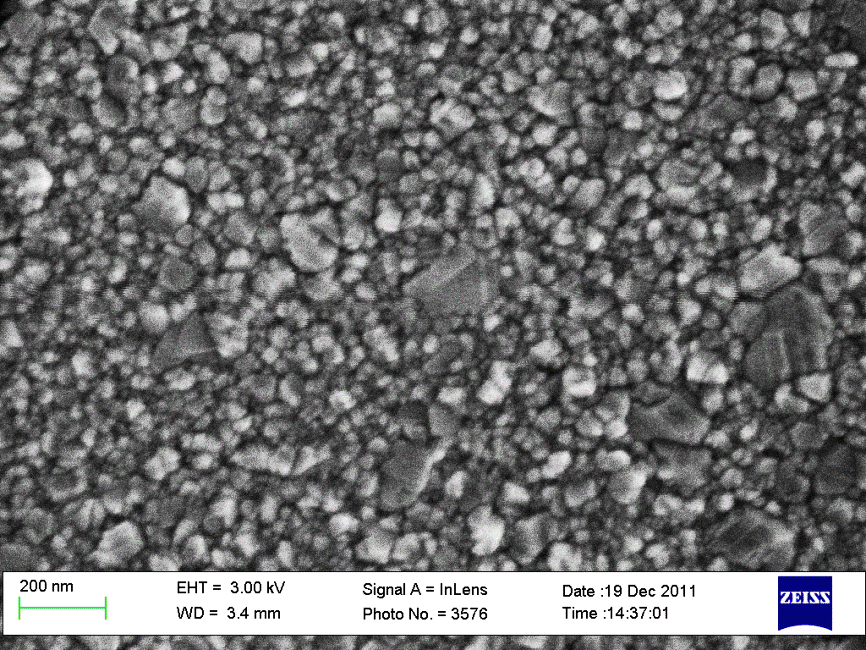 200 nm
EHT = 3.00 kV
WD = 3.4 mm
Signal A = InLens
Photo No. = 3576
Date :19 Dec 2011
Time :14:37:01
ZEISS